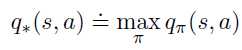 q_*(s, a) ≐ max_π q_π(s, a)